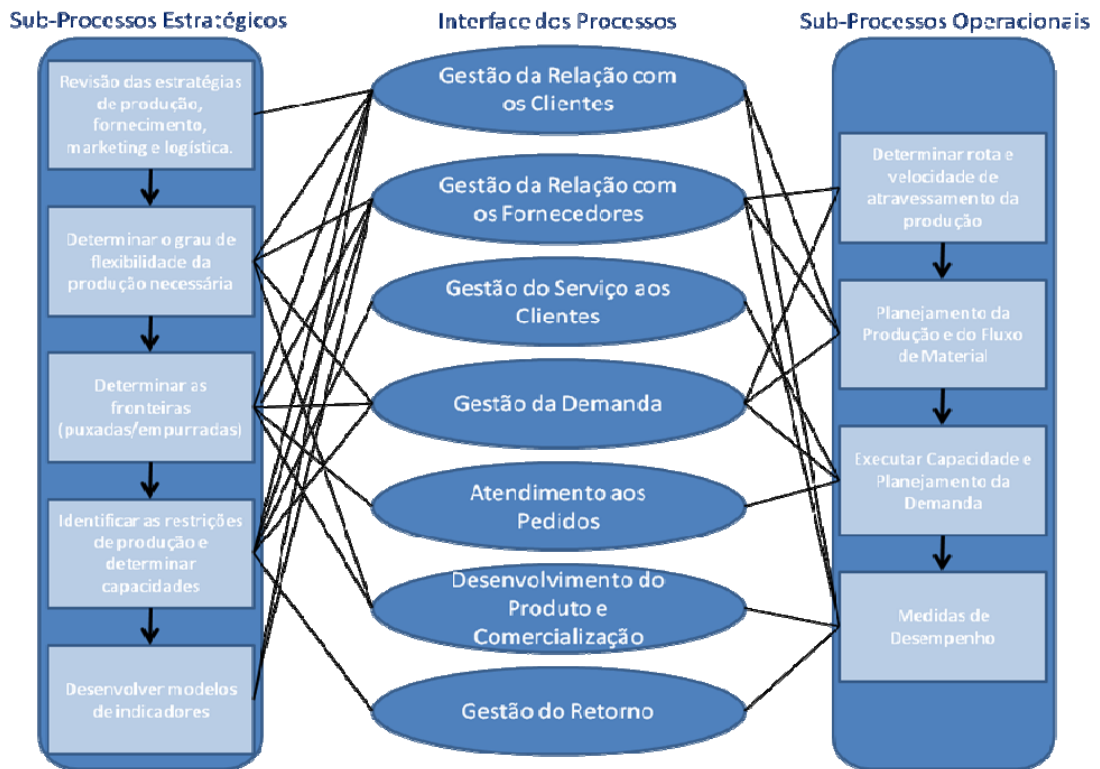 Sub-Processos Estratégicos
Revisão das estratégias
de produção,
fornecimento,
marketing e logística.
Determinar o grau de
flexibilidade da
produção necessária
Determinar as
fronteiras
(puxadas/empurradas)
Identificar as restrições
de produção e
determinar
capacidades
Desenvolver modelos
de indicadores
Interface dos Processos
Gestão da Relação com
os Clientes
Gestão da Relação com
os Fornecedores
Gestão do Serviço aos
Clientes
Gestão da Demanda
Atendimento aos
Pedidos
Desenvolvimento do
Produto e
Comercialização
Gestão do Retorno
Sub-Processos Operacionais
Determinar rota e
velocidade de
atravessamento da
produção
Planejamento da
Produção e do Fluxo
de Material
Executar Capacidade e
Planejamento da
Demanda
Medidas de
Desempenho